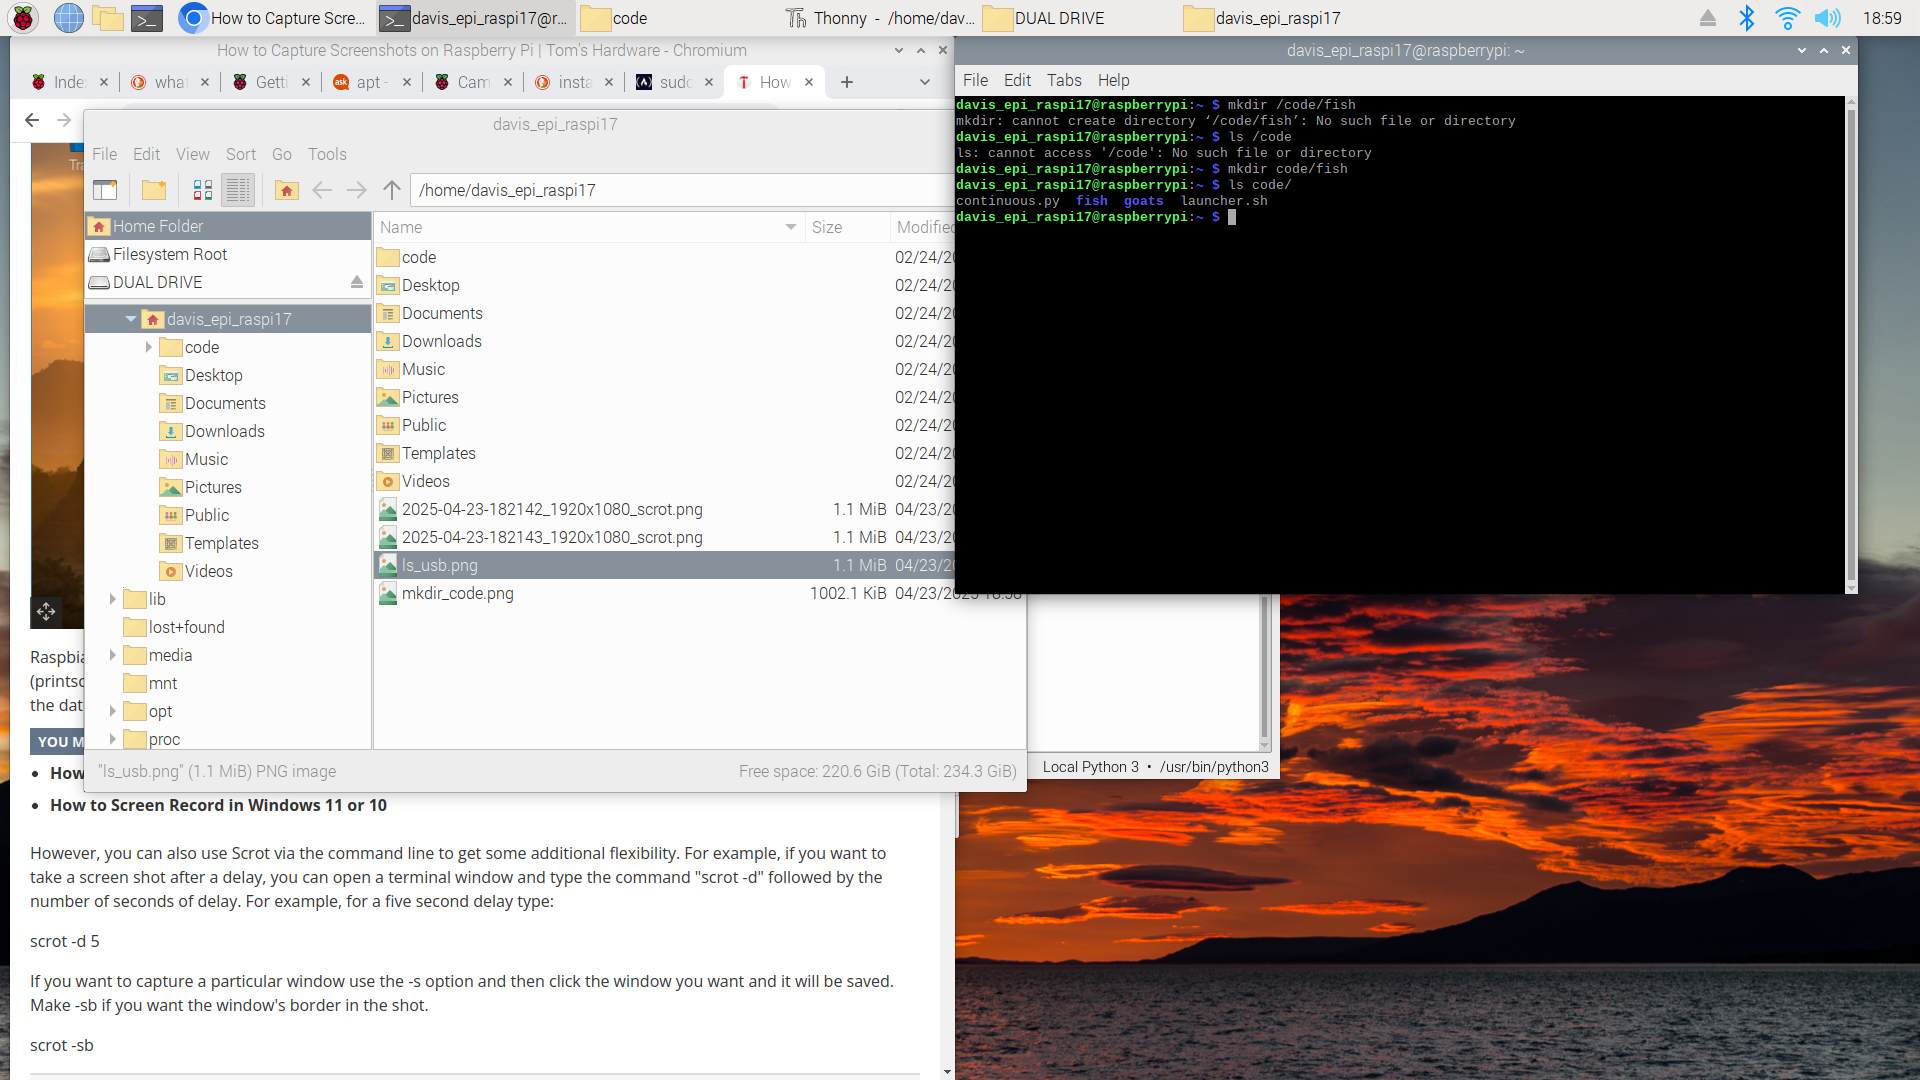 How to Capture Scre...
davis_epi_raspi17@r...
code
Thonny - /home/dav...
DUAL DRIVE
davis_epi_raspi17
18:59
How to Capture Screenshots on Raspberry Pi | Tom's Hardware - Chromium
Inde
what
Getti
apt -
Cam
insta
sudo
How
davis_epi_raspi17
File Edit View Sort Go Tools
/home/davis_epi_raspi17
Home Folder
Filesystem Root
DUAL DRIVE
davis_epi_raspi17
code
Desktop
Documents
Downloads
Music
Pictures
Public
Templates
Videos
lib
lost+found
media
mnt
opt
proc
Name Size Modified
code 02/24/20
Desktop 02/24/20
Documents 02/24/20
Downloads 02/24/20
Music 02/24/20
Pictures 02/24/20
Public 02/24/20
Templates 02/24/20
Videos 02/24/20
2025-04-23-182142_1920x1080_scrot.png 1.1 MiB 04/23/20
2025-04-23-182143_1920x1080_scrot.png 1.1 MiB 04/23/20
ls_usb.png 1.1 MiB 04/23/20
mkdir_code.png 1002.1 KiB 04/23/2025
"ls_usb.png" (1.1 MiB) PNG image
Free space: 220.6 GiB (Total: 234.3 GiB)
davis_epi_raspi17@raspberrypi: ~
File Edit Tabs Help
davis_epi_raspi17@raspberrypi:~ $ mkdir /code/fish
mkdir: cannot create directory ‘/code/fish’: No such file or directory
davis_epi_raspi17@raspberrypi:~ $ ls /code
ls: cannot access '/code': No such file or directory
davis_epi_raspi17@raspberrypi:~ $ mkdir code/fish
davis_epi_raspi17@raspberrypi:~ $ ls code/
continuous.py fish goats launcher.sh
davis_epi_raspi17@raspberrypi:~ $
Local Python 3 • /usr/bin/python3
Tra
Raspbia
(printsc
the dat
YOU M
• How
• How to Screen Record in Windows 11 or 10
However, you can also use Scrot via the command line to get some additional flexibility. For example, if you want to
take a screen shot after a delay, you can open a terminal window and type the command "scrot -d" followed by the
number of seconds of delay. For example, for a five second delay type:
scrot -d 5
If you want to capture a particular window use the -s option and then click the window you want and it will be saved.
Make -sb if you want the window's border in the shot.
scrot -sb